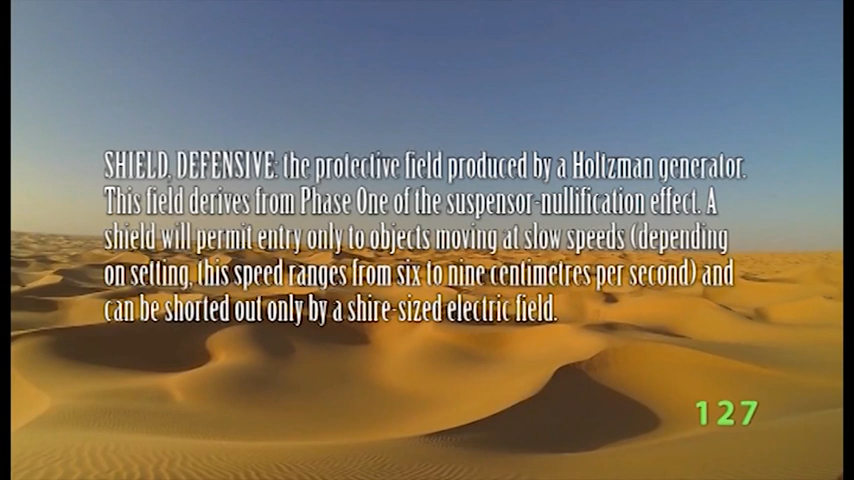 SHIELD, DEFENSIVE: the protective field produced by a Holtzman generator.
This field derives from Phase One of the suspensor-nullification effect. A
shield will permit entry only to objects moving at slow speeds (depending
on setting, this speed ranges from six to nine centimetres per second) and
can be shorted out only by a shire-sized electric field.
127